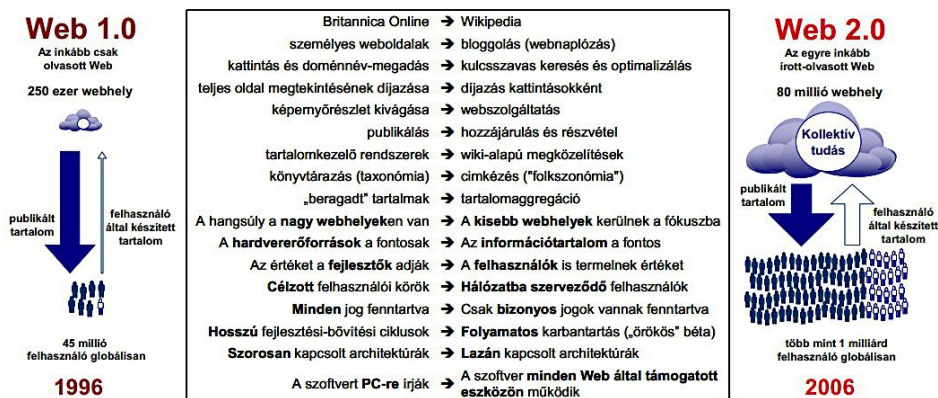 Web 1.0
Az inkább csak
olvasott Web
250 ezer webhely
publikált
tartalom
felhasználó
által készített
tartalom
45 millió
felhasználó globálisan
1996
Britannica Online → Wikipedia
személyes weboldalak → bloggolás (webnaplózás)
kattintás és doménnév-megadás → kulcsszavas keresés és optimalizálás
teljes oldal megtekintésének díjazása → díjazás kattintásokként
képernyőrészlet kivágása → webszolgáltatás
publikálás → hozzájárulás és részvétel
tartalomkezelő rendszerek → wiki-alapú megközelítések
könyvtárazás (taxonómia) → cimkézés ("folkszonómia")
„beragadt” tartalmak → tartalomaggregáció
A hangsúly a nagy webhelyeken van → A kisebb webhelyek kerülnek a fókuszba
A hardvererőforrások a fontosak → Az információtartalom a fontos
Az értéket a fejlesztők adják → A felhasználók is termelnek értéket
Célzott felhasználói körök → Hálózatba szerveződő felhasználók
Minden jog fenntartva → Csak bizonyos jogok vannak fenntartva
Hosszú fejlesztési-bővítési ciklusok → Folyamatos karbantartás („örökös” béta)
Szorosan kapcsolt architektúrák → Lazán kapcsolt architektúrák
A szoftvert PC-re írják → A szoftver minden Web által támogatott
eszközön működik
Web 2.0
Az egyre inkább
írott-olvasott Web
80 millió webhely
Kollektív
tudás
publikált
tartalom
felhasználó
által készített
tartalom
több mint 1 milliárd
felhasználó globálisan
2006